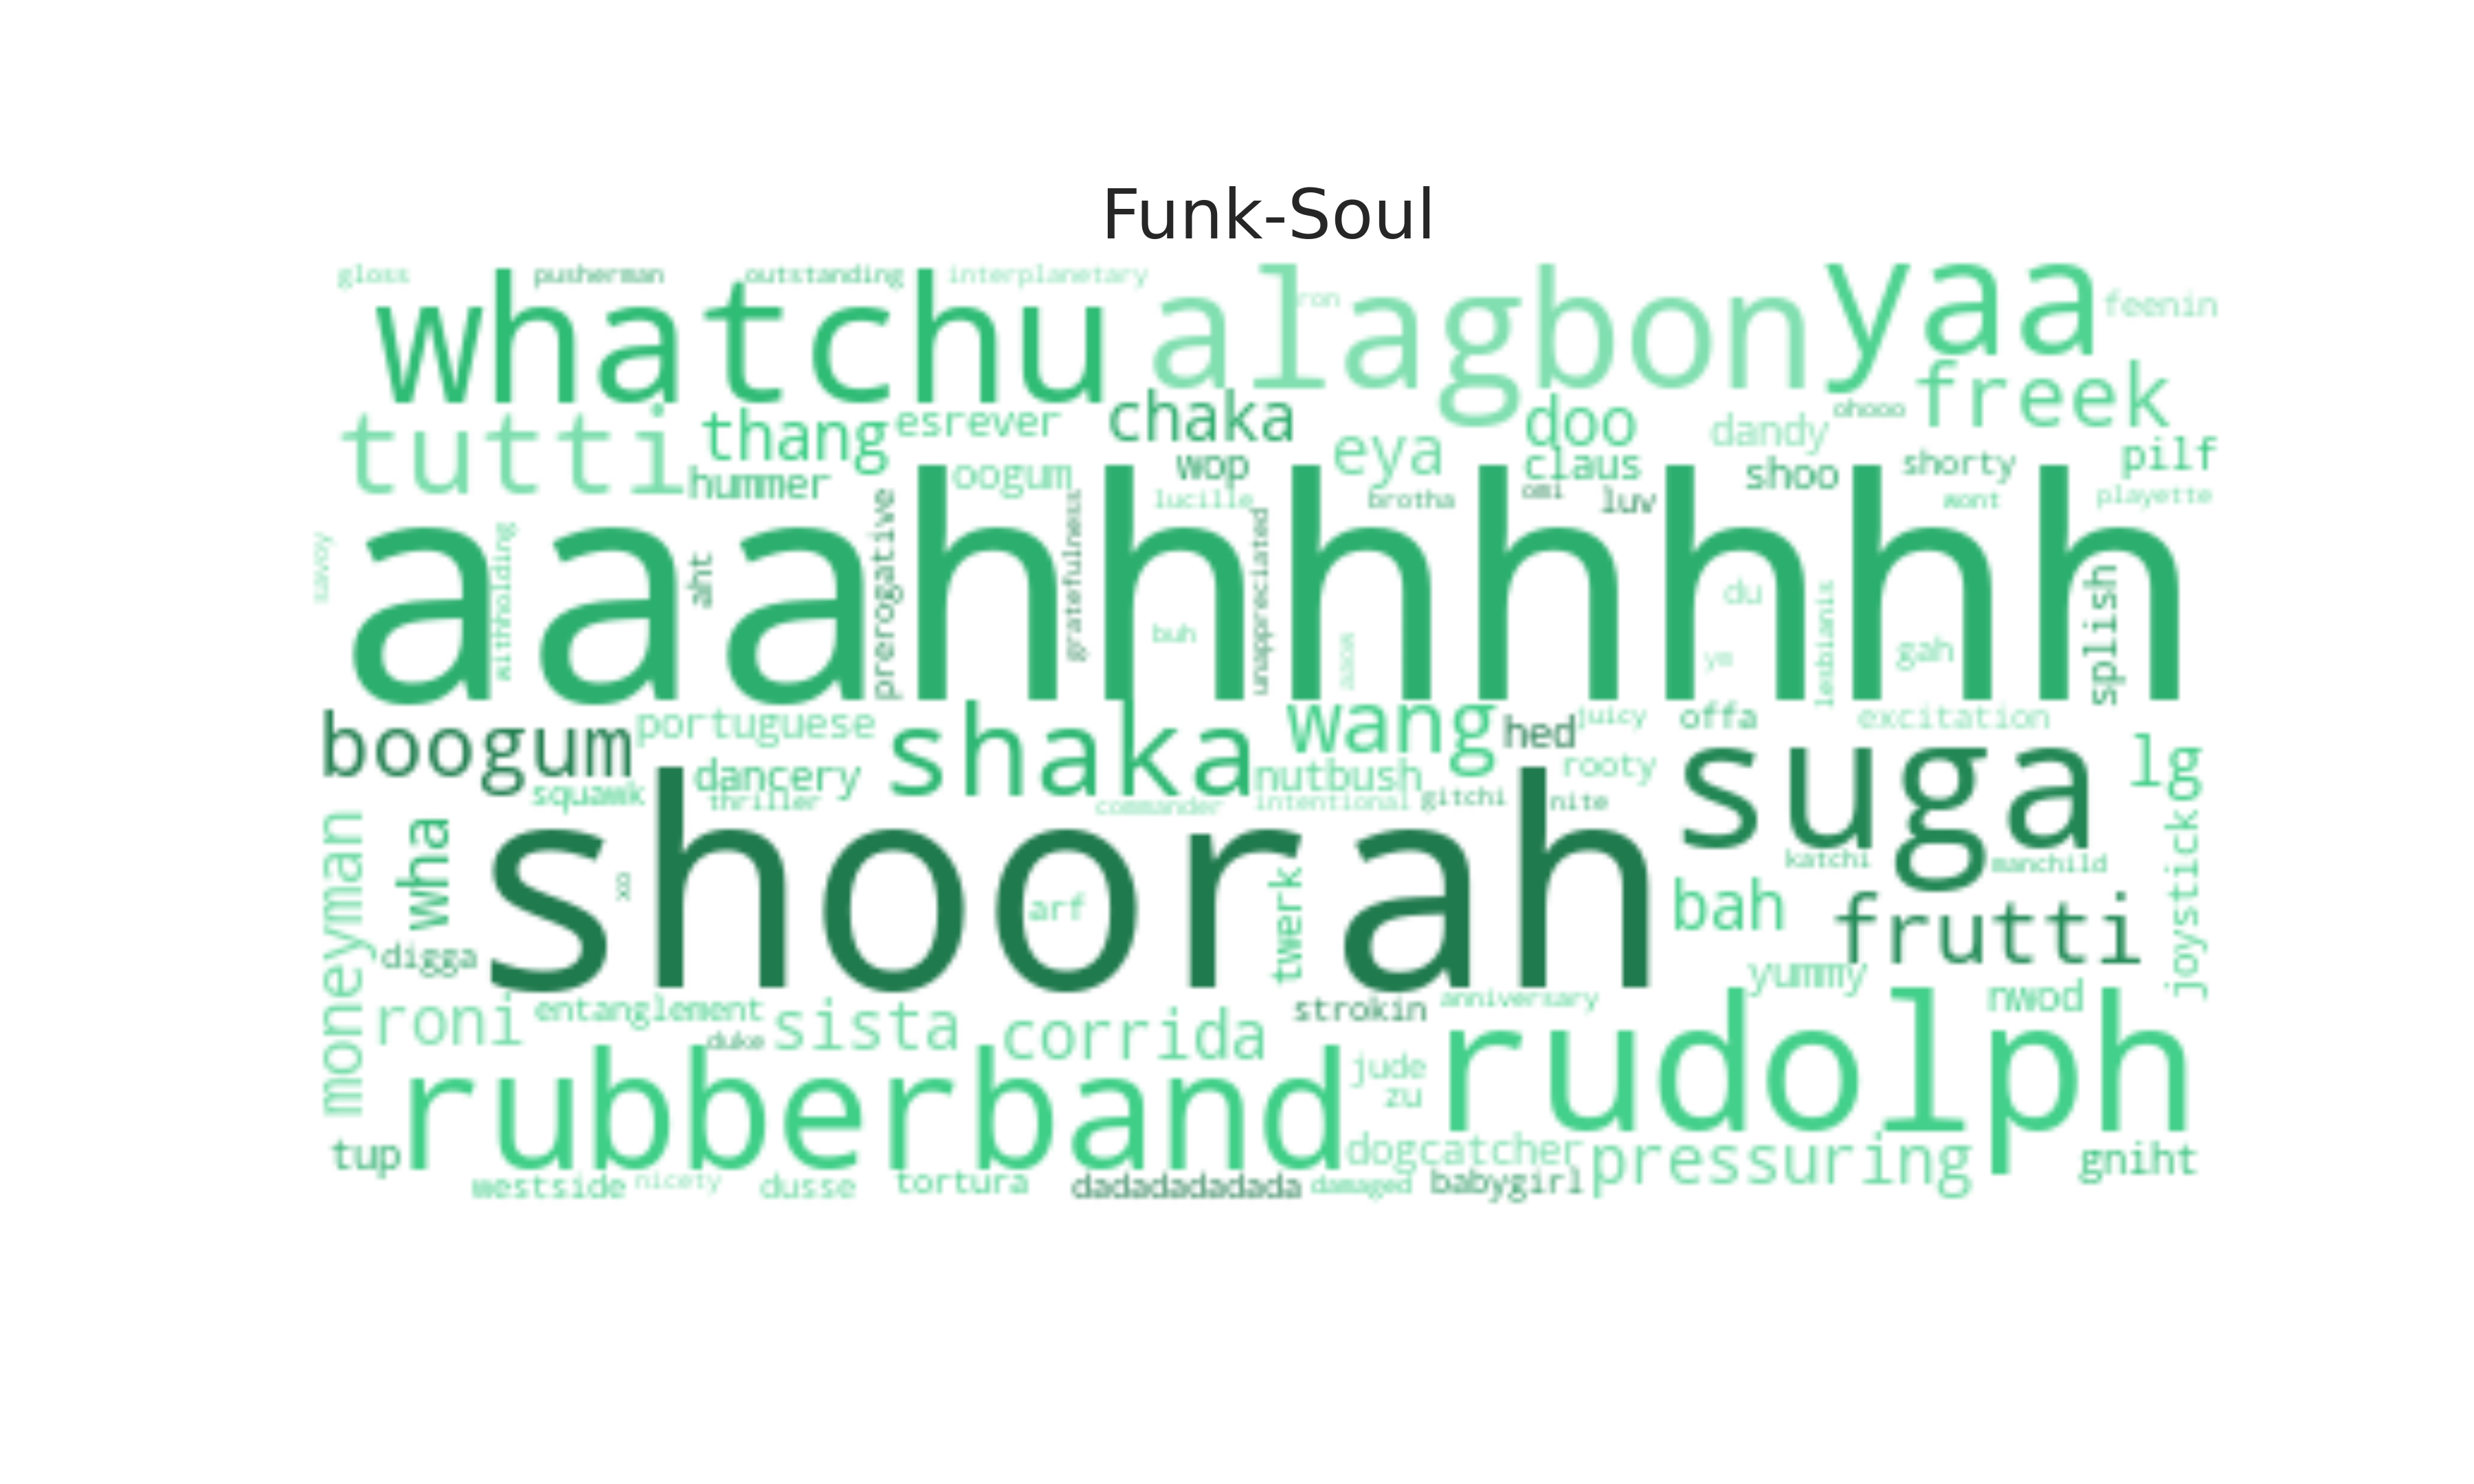 Funk-Soul
gloss pusherman outstanding interplanetary
whatchu alagbon ron yaa feenin
tutti thang esrever chaka eya doo dandy ohooo freek
hummer oogum wop claus shoo shorty pilf
lucille brotha omi luv wont playette
aaahhhhhhh
savoy withholding aht prerogative gratefulness buh unappreciated du ym lesbianis gah splish
boogum portuguese shaka wang hed juicy offa excitation
squawk dancery thriller nutbush rooty suga lg
commander intentional gitchi nite
moneyman wha shoorah arf twerk bah katchi manchild joystick
digga frutti yummy
roni entanglement sista corrida strokin anniversary nwod
duke rubberband jude zu rudolph
tup dogcatcher pressuring gniht
westside nicety dusse tortura dadadadadada damaged babygirl